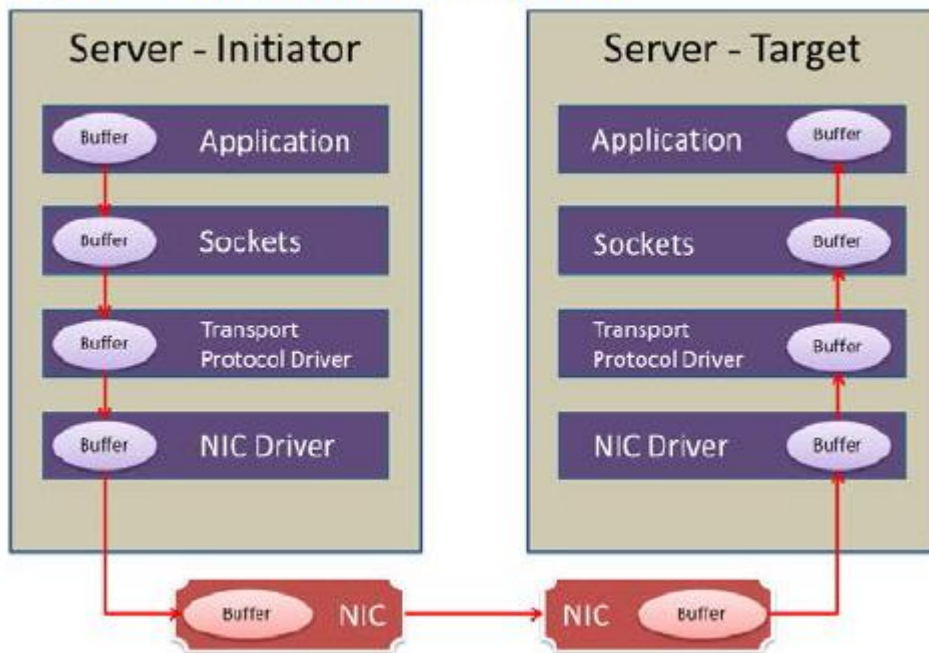 Server - Initiator
Buffer Application
Buffer Sockets
Buffer Transport
Protocol Driver
Buffer NIC Driver
Server - Target
Application Buffer
Sockets Buffer
Transport
Protocol Driver Buffer
NIC Driver Buffer
Buffer NIC
NIC Buffer